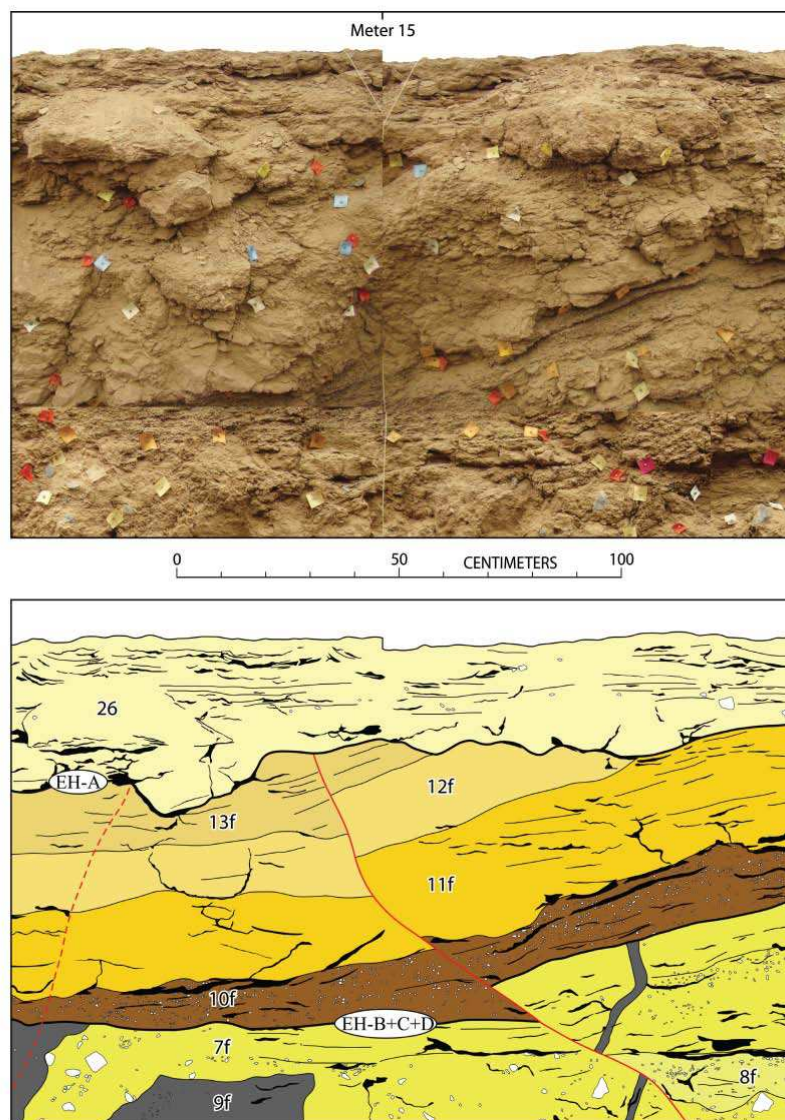 Meter 15
0 50 CENTIMETERS 100
26
EH-A
12f
13f
11f
10f
EH-B+C+D
7f
8f
9f